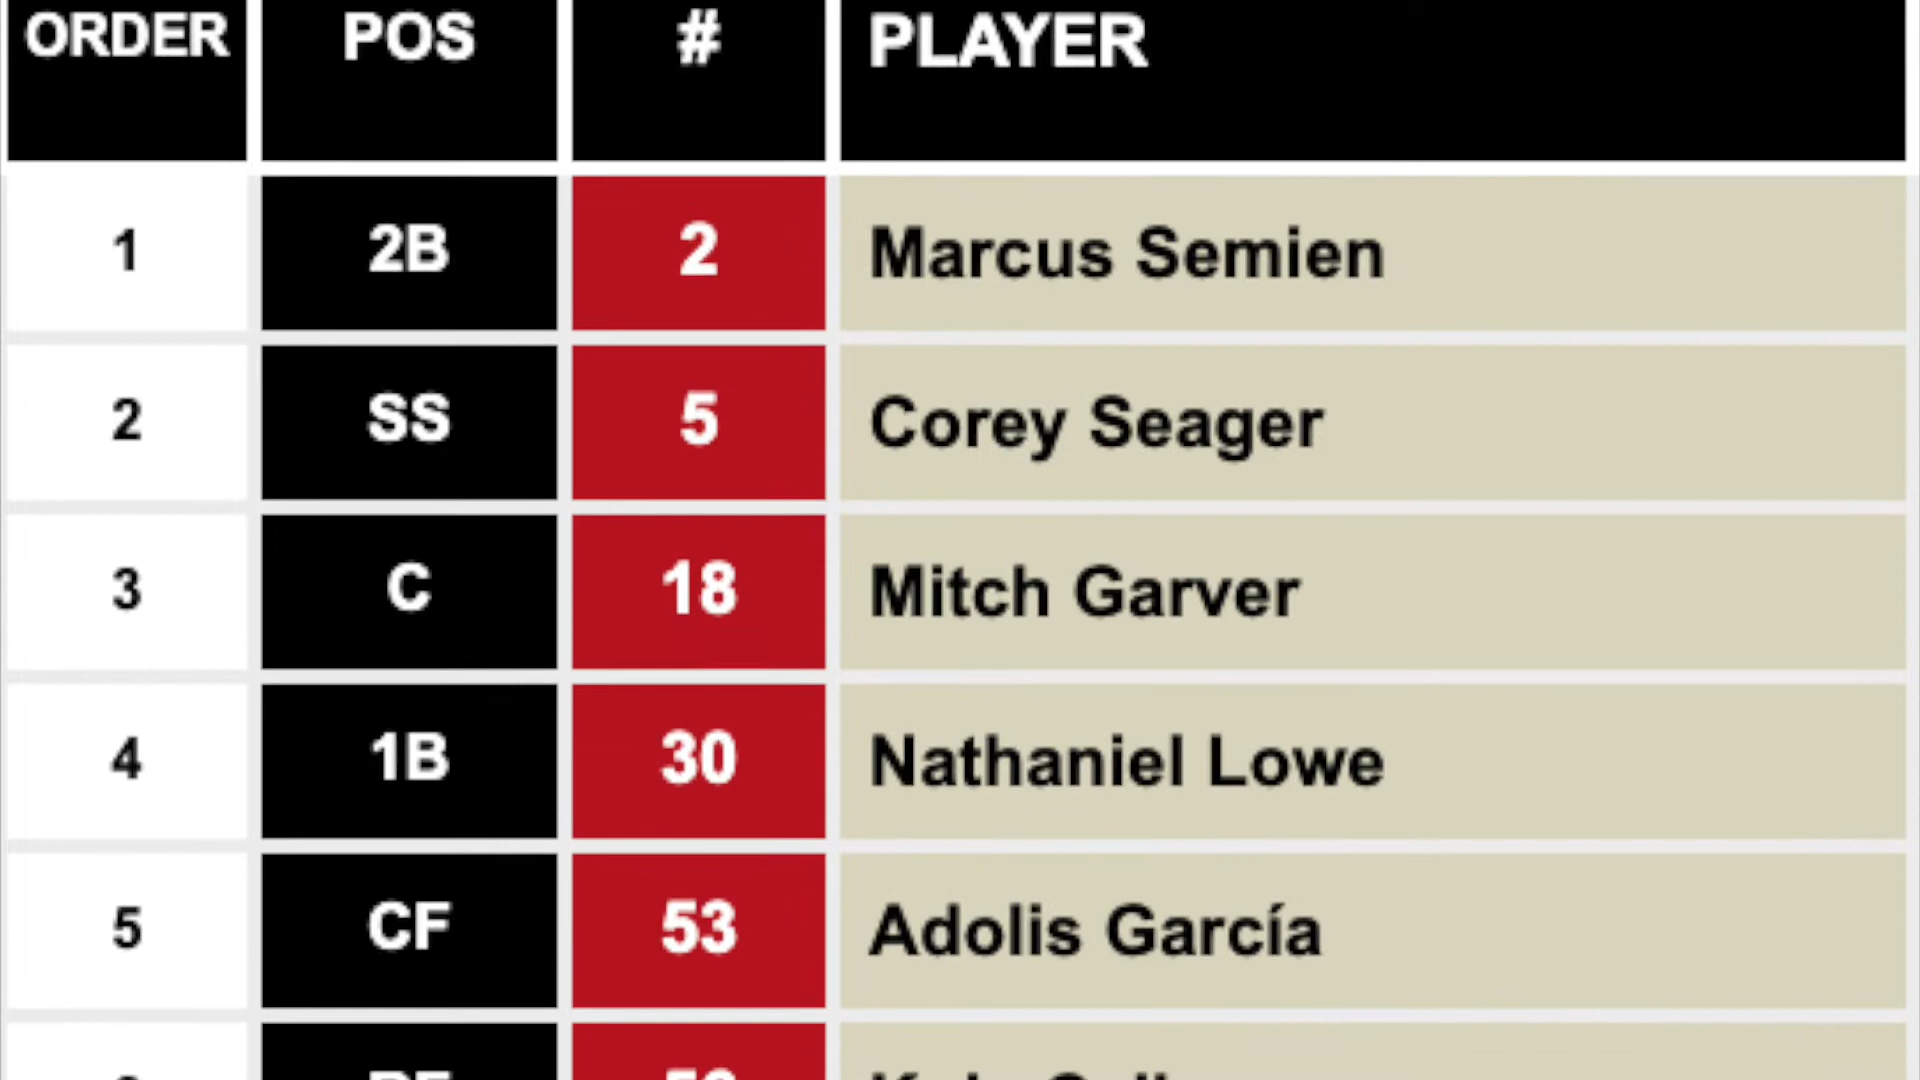 ORDER POS # PLAYER
1 2B 2 Marcus Semien
2 SS 5 Corey Seager
3 C 18 Mitch Garver
4 1B 30 Nathaniel Lowe
5 CF 53 Adolis García